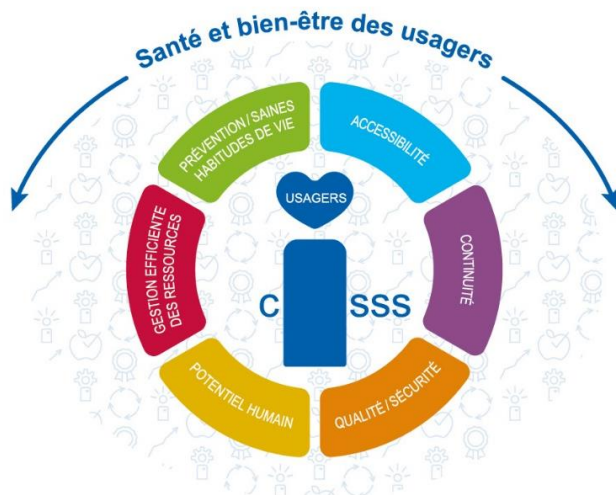 Santé et bien-être des usagers
PRÉVENTION / SAINES
HABITUDES DE VIE
ACCESSIBILITÉ
USAGERS
GESTION EFFICIENTE
DES RESSOURCES
CONTINUITÉ
C SSS
POTENTIEL HUMAIN
QUALITÉ / SÉCURITÉ